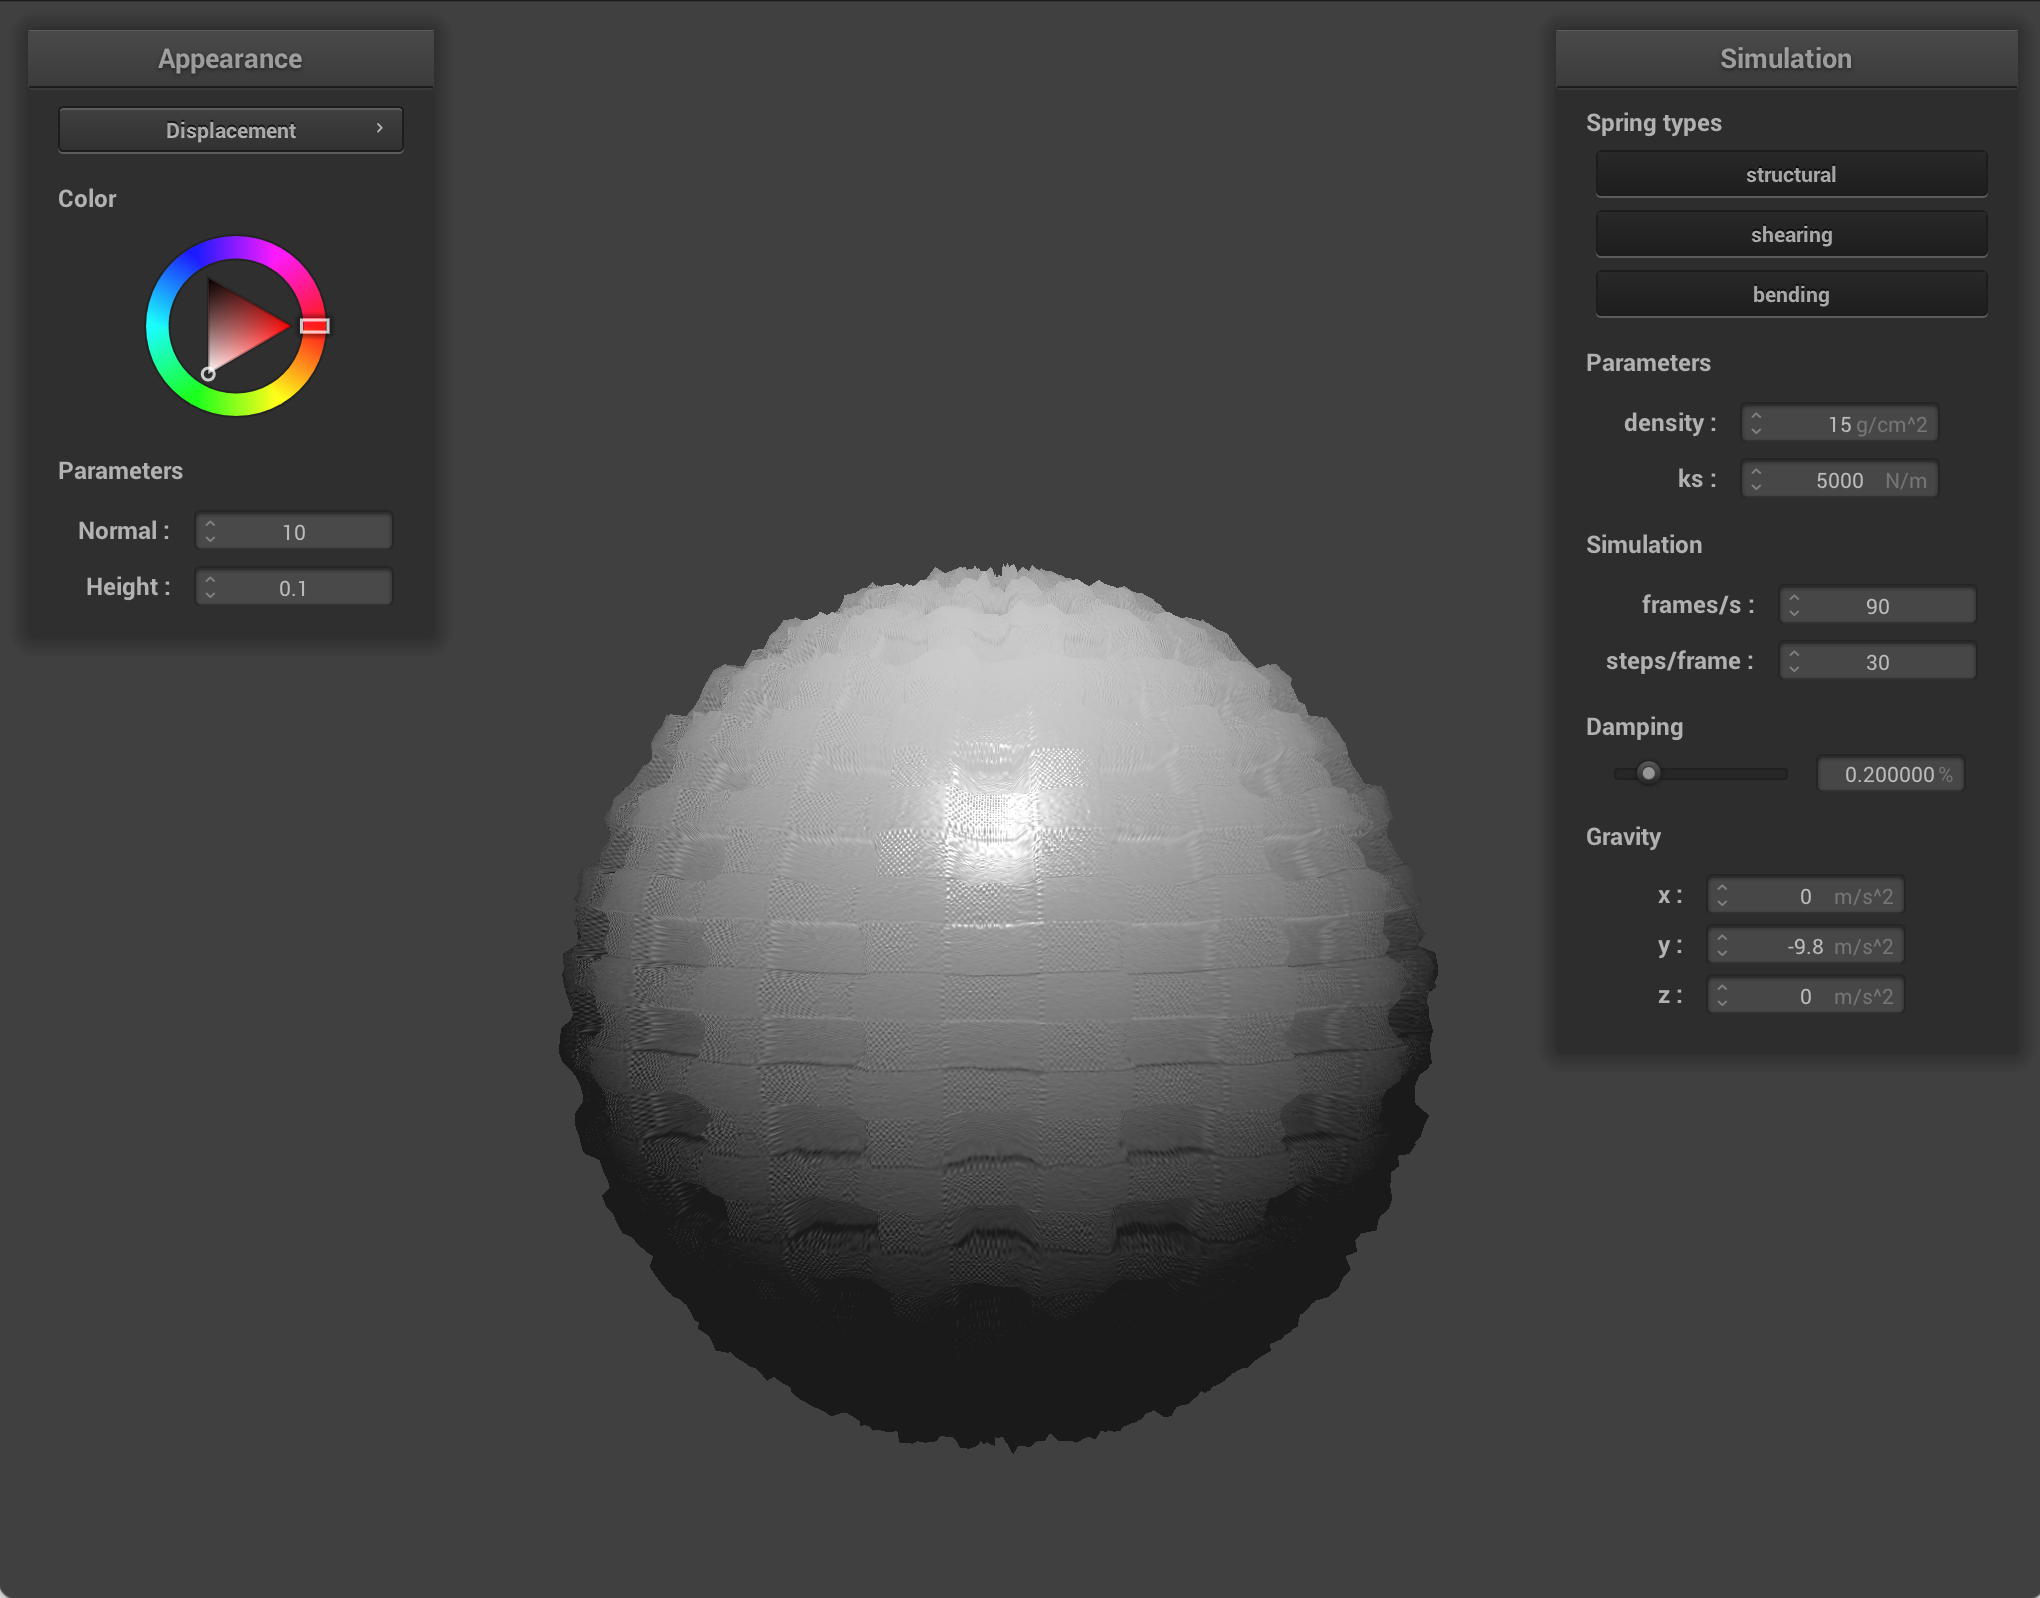 Appearance
Displacement
Color
Parameters
Normal : 10
Height : 0.1
Simulation
Spring types
structural
shearing
bending
Parameters
density : 15 g/cm^2
ks : 5000 N/m
Simulation
frames/s : 90
steps/frame : 30
Damping
0.200000 %
Gravity
x : 0 m/s^2
y : -9.8 m/s^2
z : 0 m/s^2